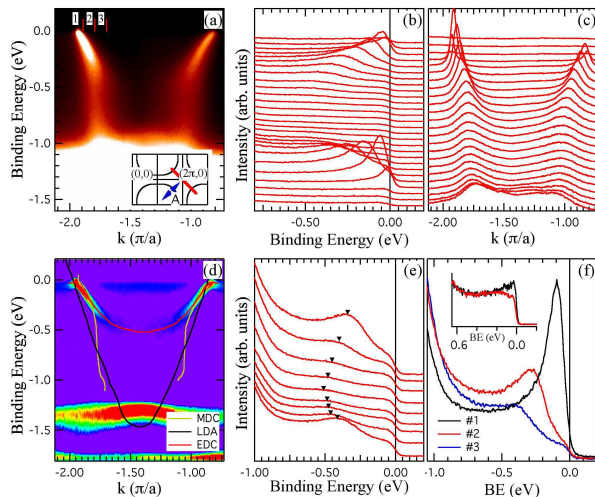 1 2 3
(a)
0.0
-0.5
-1.0
-1.5
Binding Energy (eV)
(0,0)
(2π,0)
A
-2.0 -1.5 -1.0
k (π/a)
(b)
Intensity (arb. units)
-0.50 0.00
Binding Energy (eV)
(c)
-2.0 -1.5 -1.0
k (π/a)
(d)
0.0
-0.5
-1.0
-1.5
Binding Energy (eV)
MDC
LDA
EDC
-2.0 -1.5 -1.0
k (π/a)
(e)
Intensity (arb. units)
-1.0 -0.50 0.00
Binding Energy (eV)
(f)
0.6 0.0
BE (eV)
#1
#2
#3
-1.0 -0.5 0.0
BE (eV)